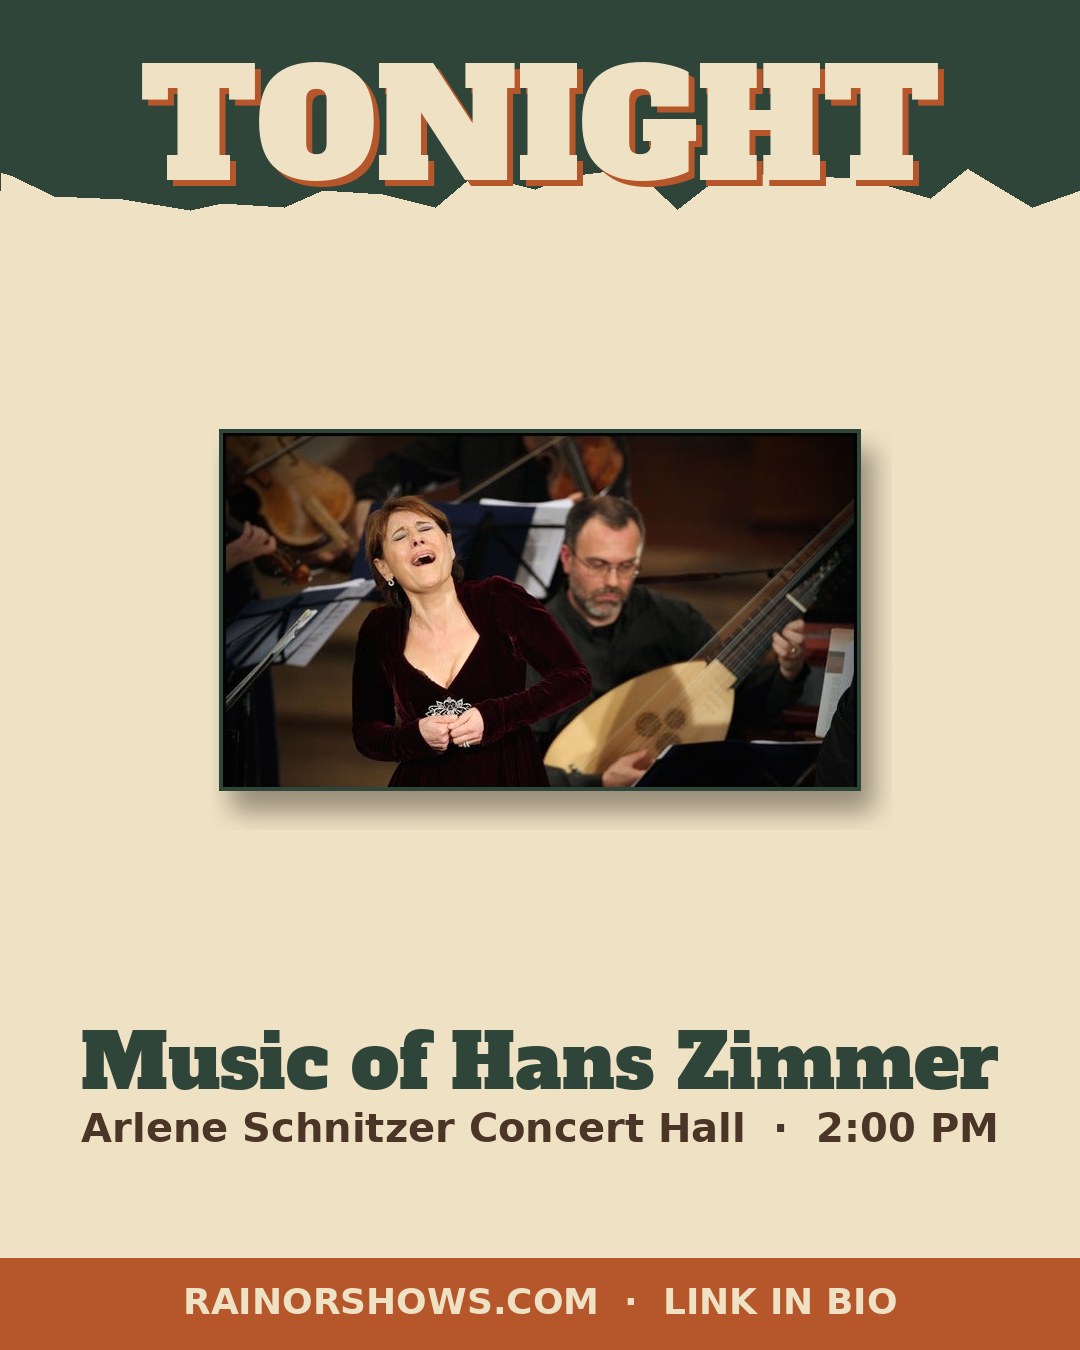 TONIGHT
Music of Hans Zimmer
Arlene Schnitzer Concert Hall · 2:00 PM
RAINORSHOWS.COM · LINK IN BIO